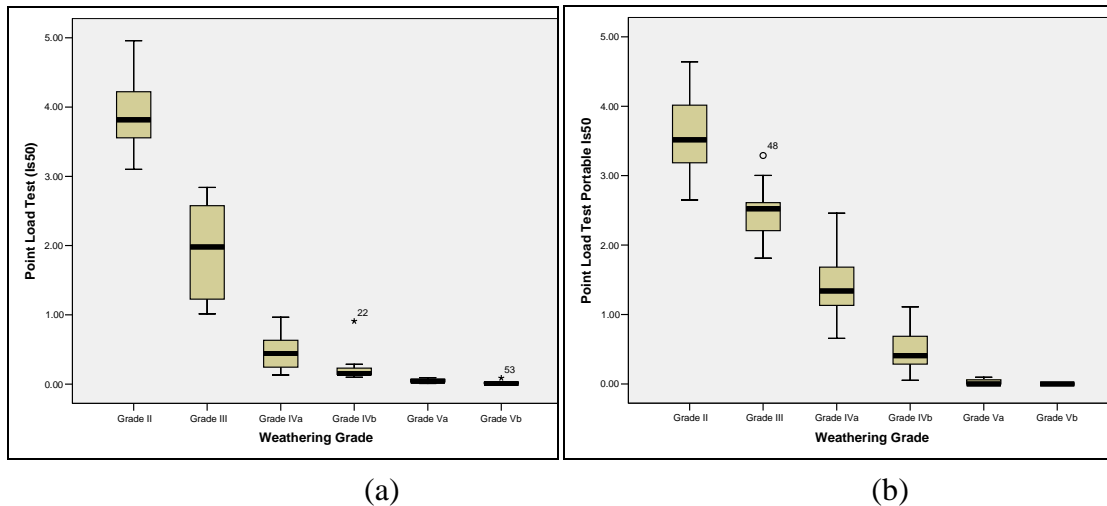 Point Load Test (Is50)
5.00
4.00
3.00
2.00
1.00
0.00
22
53
Grade II Grade III Grade IVa Grade IVb Grade Va Grade Vb
Weathering Grade
(a)
Point Load Test Portable Is50
5.00
4.00
3.00
2.00
1.00
0.00
48
Grade II Grade III Grade IVa Grade IVb Grade Va Grade Vb
Weathering Grade
(b)